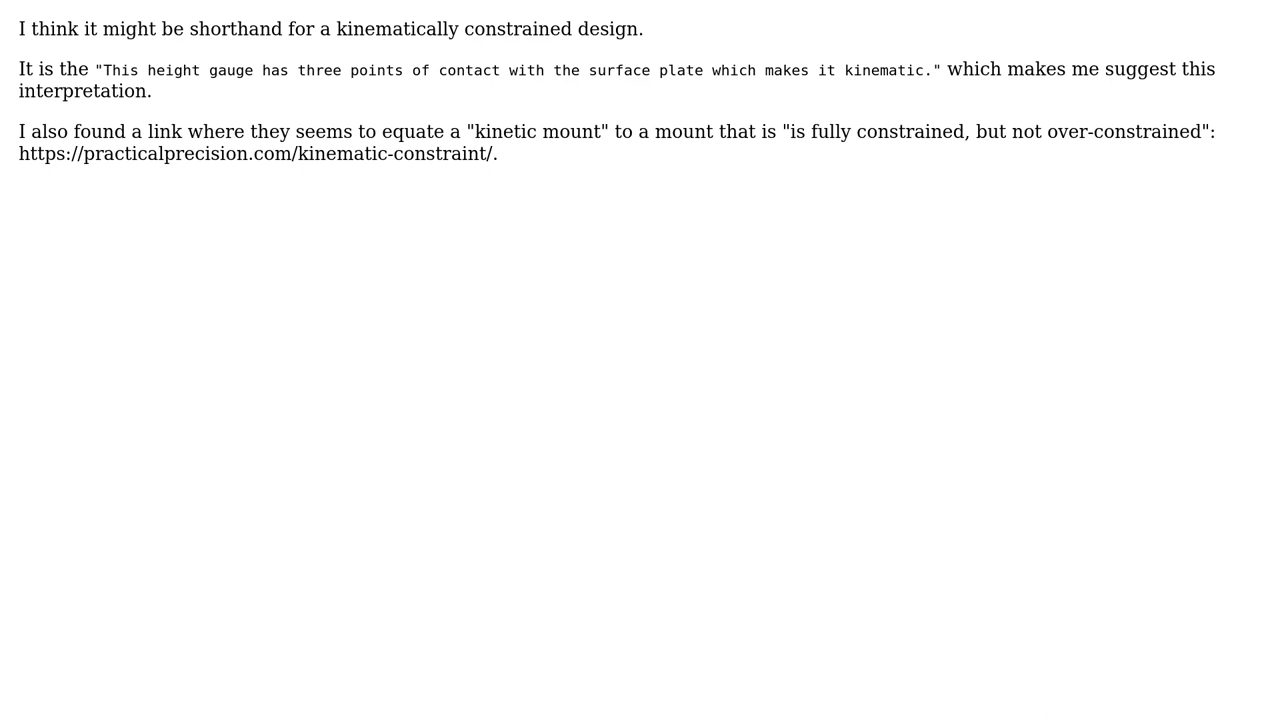 I think it might be shorthand for a kinematically constrained design.
It is the "This height gauge has three points of contact with the surface plate which makes it kinematic." which makes me suggest this
interpretation.
I also found a link where they seems to equate a "kinetic mount" to a mount that is "is fully constrained, but not over-constrained":
https://practicalprecision.com/kinematic-constraint/.